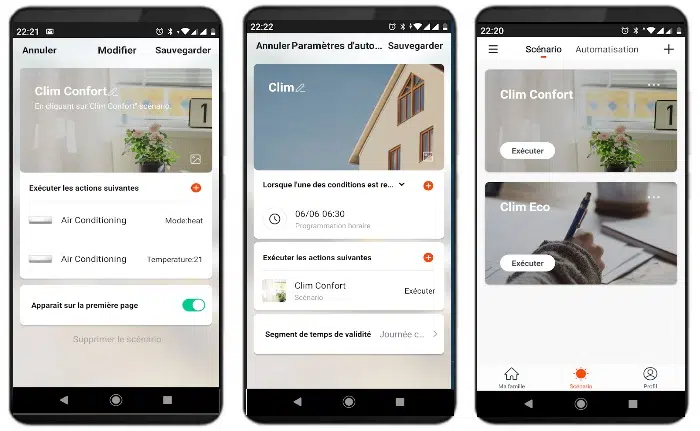 22:21
Annuler Modifier Sauvegarder
Clim Confort
En cliquant sur Clim Confort" scénario.
1
Exécuter les actions suivantes
Air Conditioning Mode:heat
Air Conditioning Temperature:21
Apparaît sur la première page
Supprimer le scénario
22:22
Annuler Paramètres d'auto... Sauvegarder
Clim
Lorsque l'une des conditions est re...
06/06 06:30
Programmation horaire
Exécuter les actions suivantes
Clim Confort
Scénario
Exécuter
Segment de temps de validité Journée c...
22:20
Scénario Automatisation
Clim Confort
1
Exécuter
Clim Eco
Exécuter
Ma famille Scénario Profil